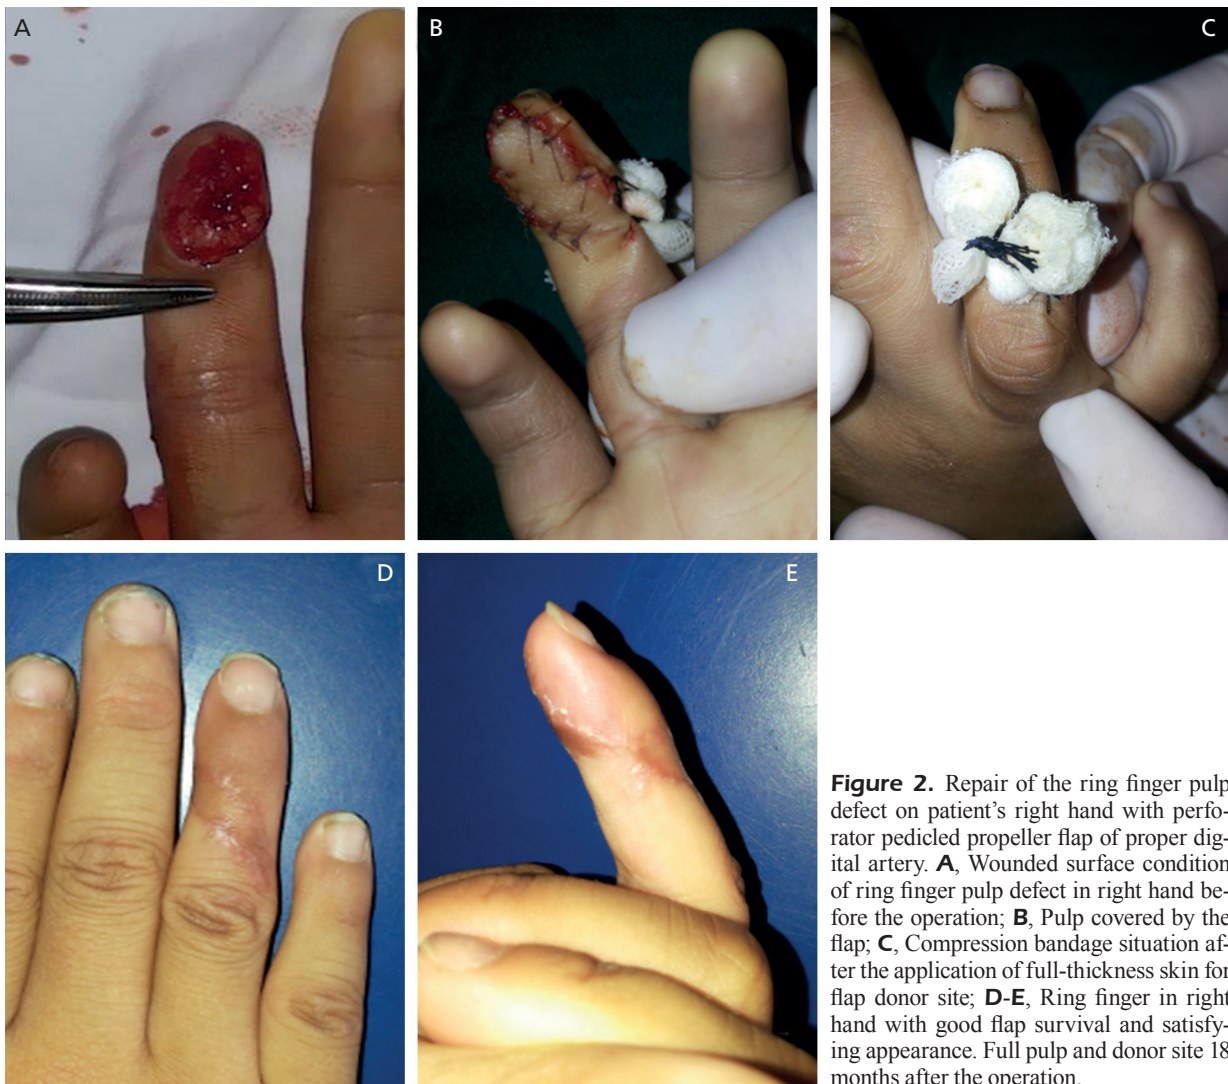 A
B
C
D
E
Figure 2. Repair of the ring finger pulp
defect on patient's right hand with perfo-
rator pedicled propeller flap of proper dig-
ital artery. A, Wounded surface condition
of ring finger pulp defect in right hand be-
fore the operation; B, Pulp covered by the
flap; C, Compression bandage situation af-
ter the application of full-thickness skin for
flap donor site; D-E, Ring finger in right
hand with good flap survival and satisfy-
ing appearance. Full pulp and donor site 18
months after the operation.